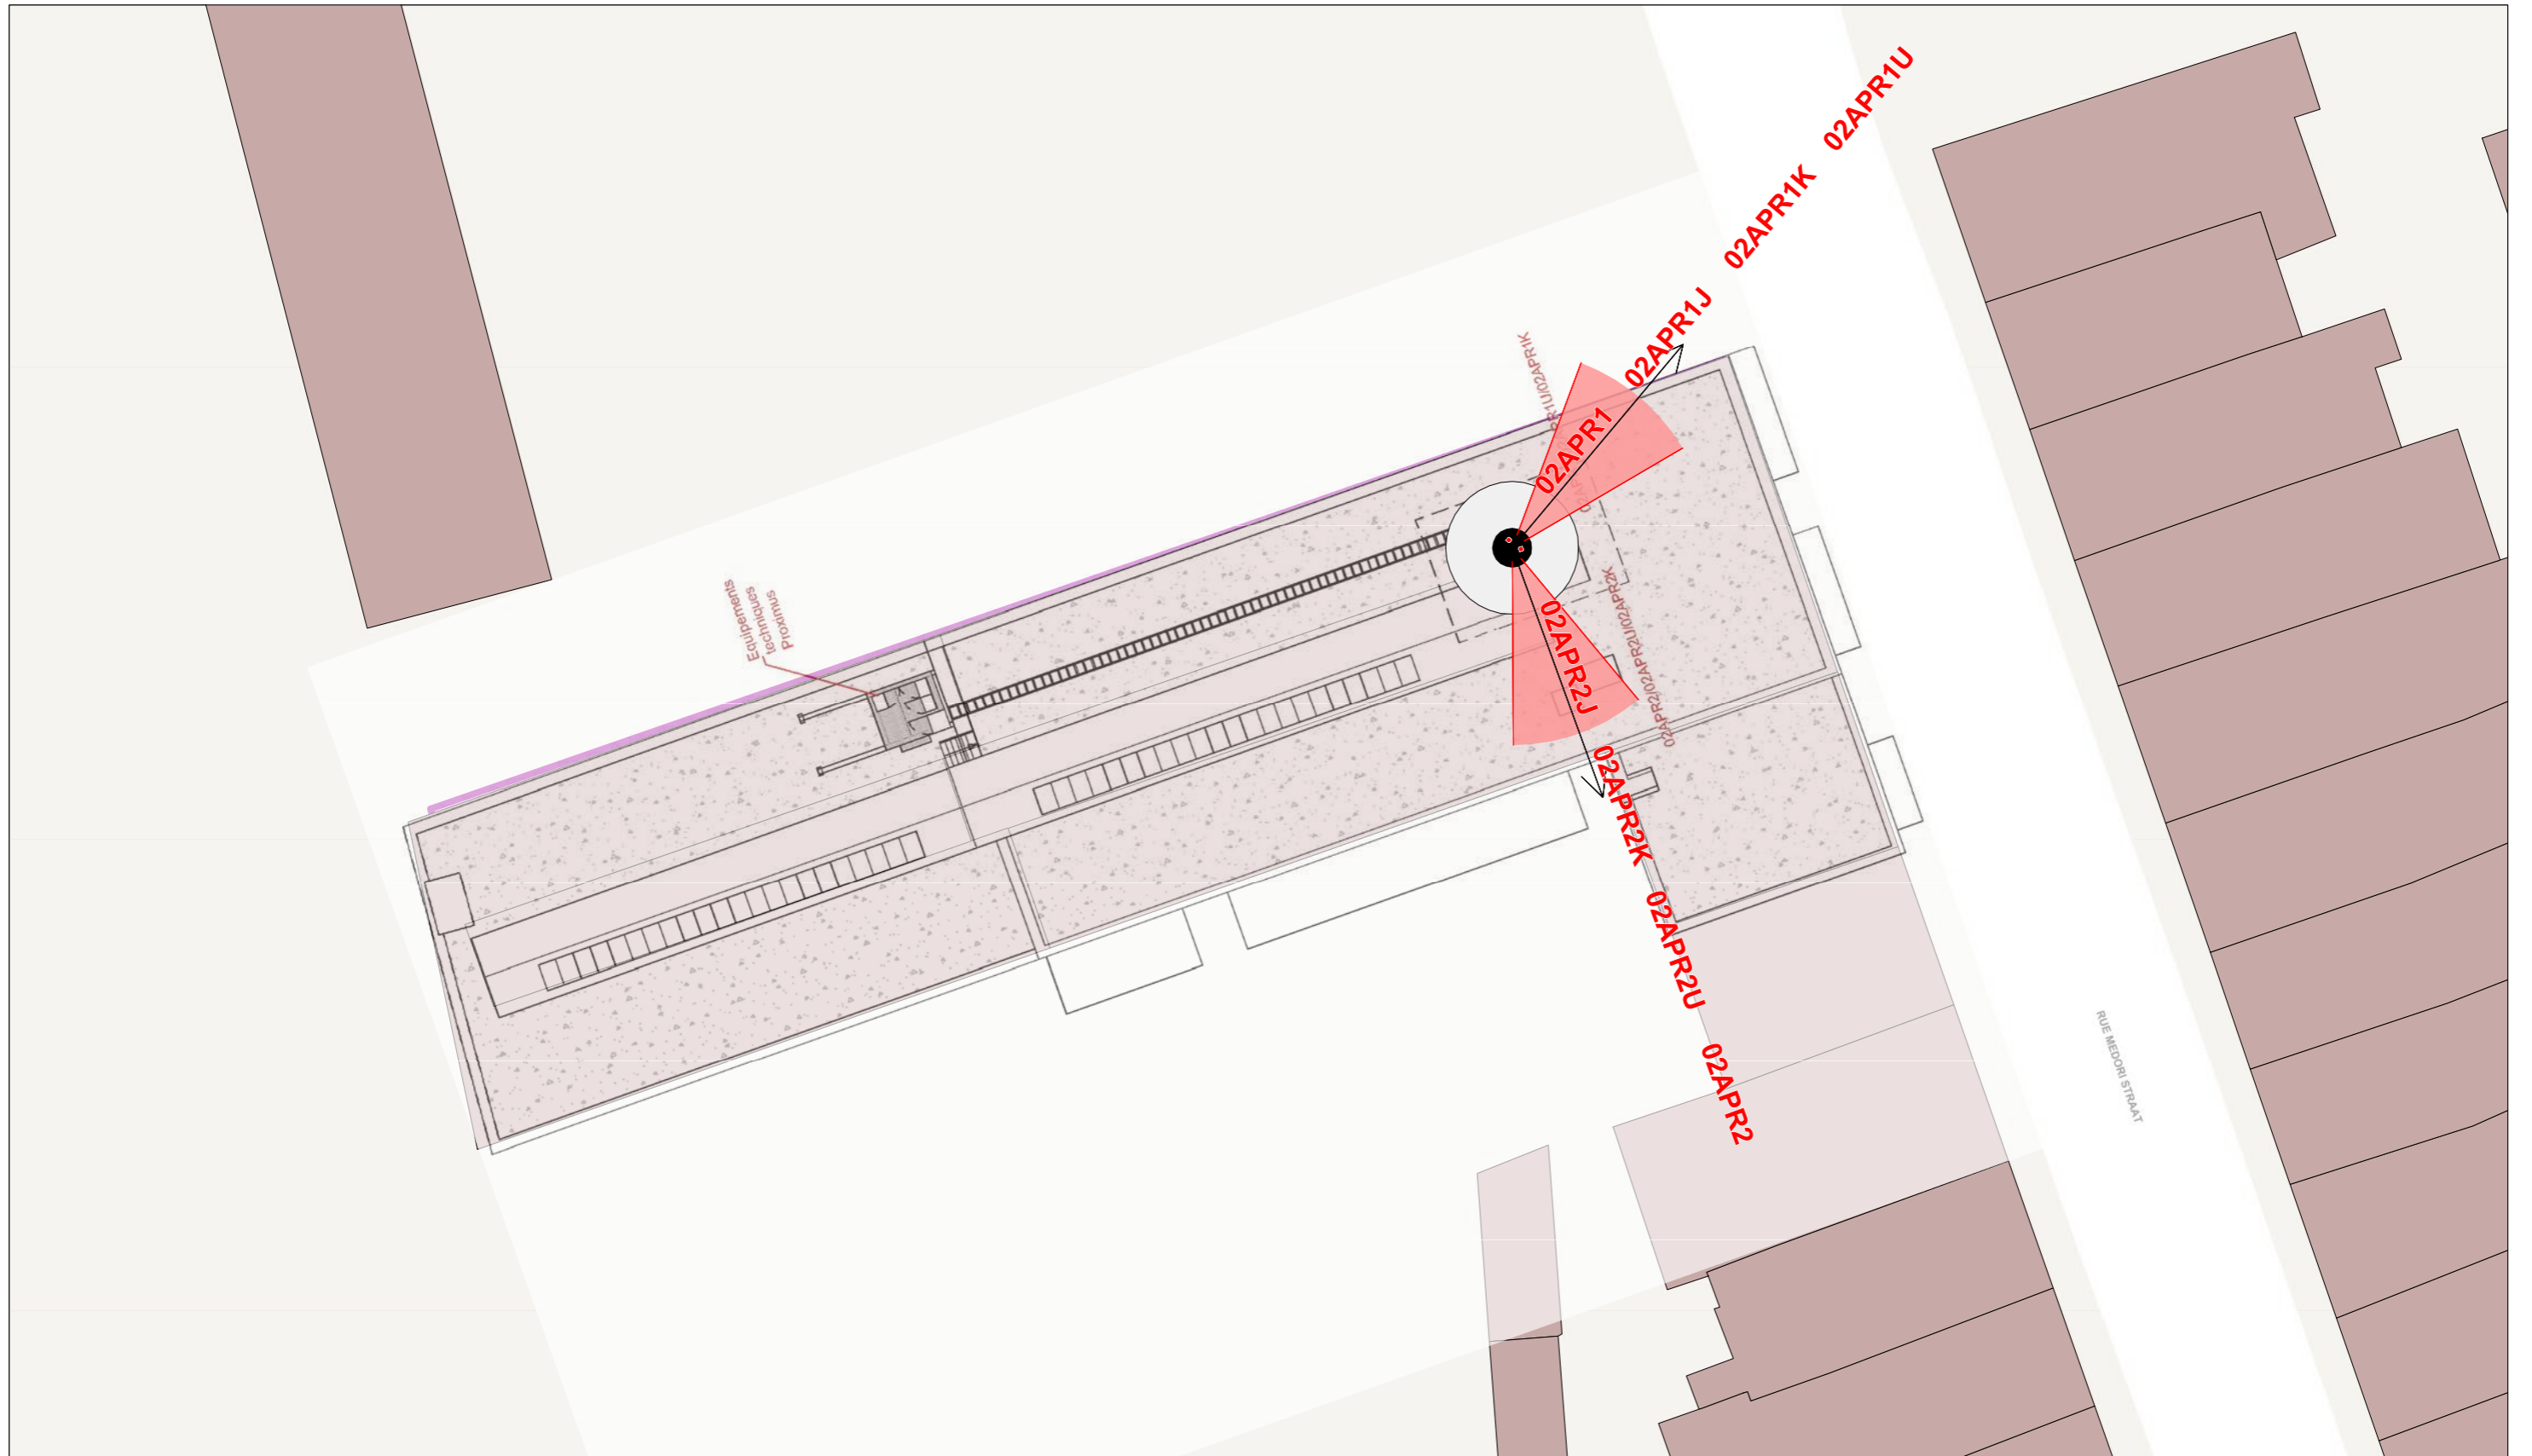 02APR1U
02APR1K
02APR1J
02APR1
Equipements
techniques
Proximus
02APR2/02APR2U/02APR2K
02APR2J
02APR2K
02APR2U
02APR2
RUE MEDORI STRAAT